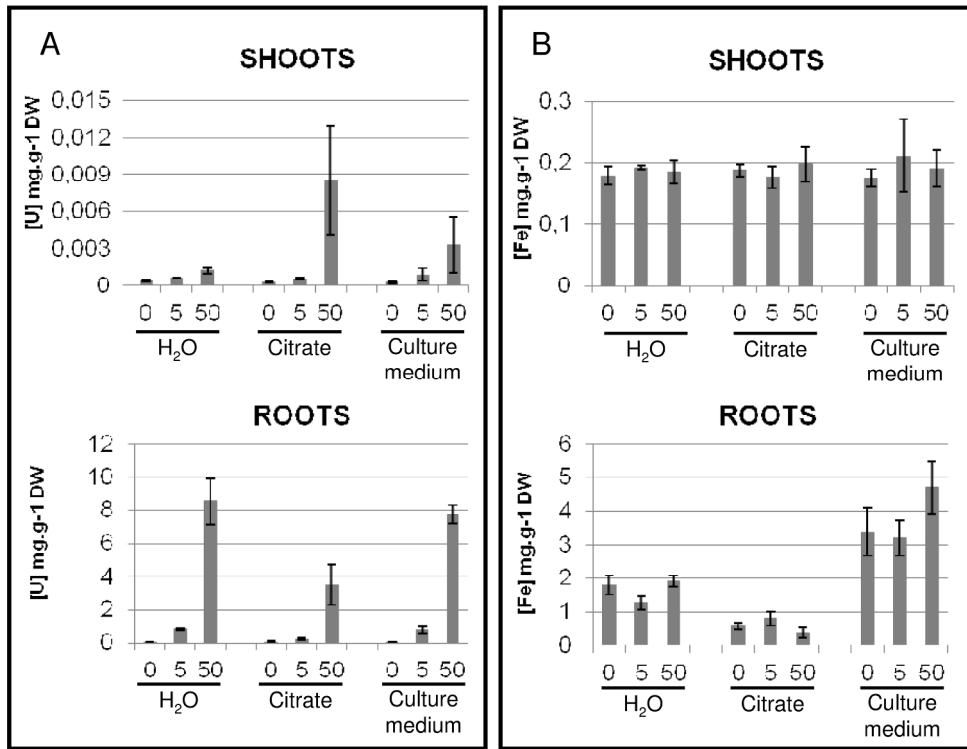 A
SHOOTS
[U] mg.g-1 DW
0,015
0,012
0,009
0,006
0,003
0
0 5 50 0 5 50 0 5 50
H₂O Citrate Culture
medium
ROOTS
[U] mg.g-1 DW
12
10
8
6
4
2
0
0 5 50 0 5 50 0 5 50
H₂O Citrate Culture
medium
B
SHOOTS
[Fe] mg.g-1 DW
0,3
0,2
0,1
0
0 5 50 0 5 50 0 5 50
H₂O Citrate Culture
medium
ROOTS
[Fe] mg.g-1 DW
6
5
4
3
2
1
0
0 5 50 0 5 50 0 5 50
H₂O Citrate Culture
medium